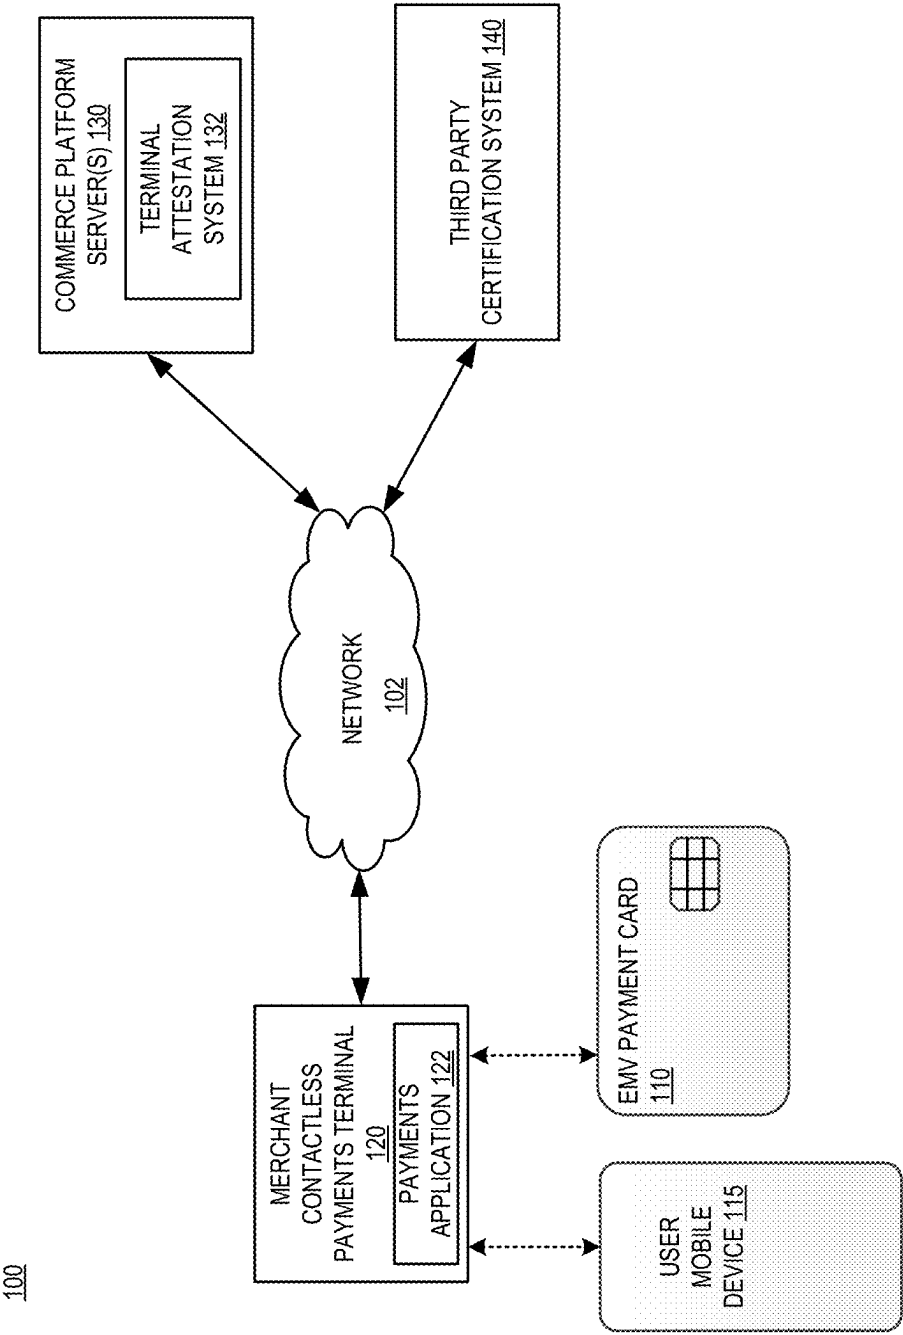 100
COMMERCE PLATFORM
SERVER(S) 130
TERMINAL
ATTESTATION
SYSTEM 132
THIRD PARTY
CERTIFICATION SYSTEM 140
NETWORK
102
MERCHANT
CONTACTLESS
PAYMENTS TERMINAL
120
PAYMENTS
APPLICATION 122
EMV PAYMENT CARD
110
USER
MOBILE
DEVICE 115